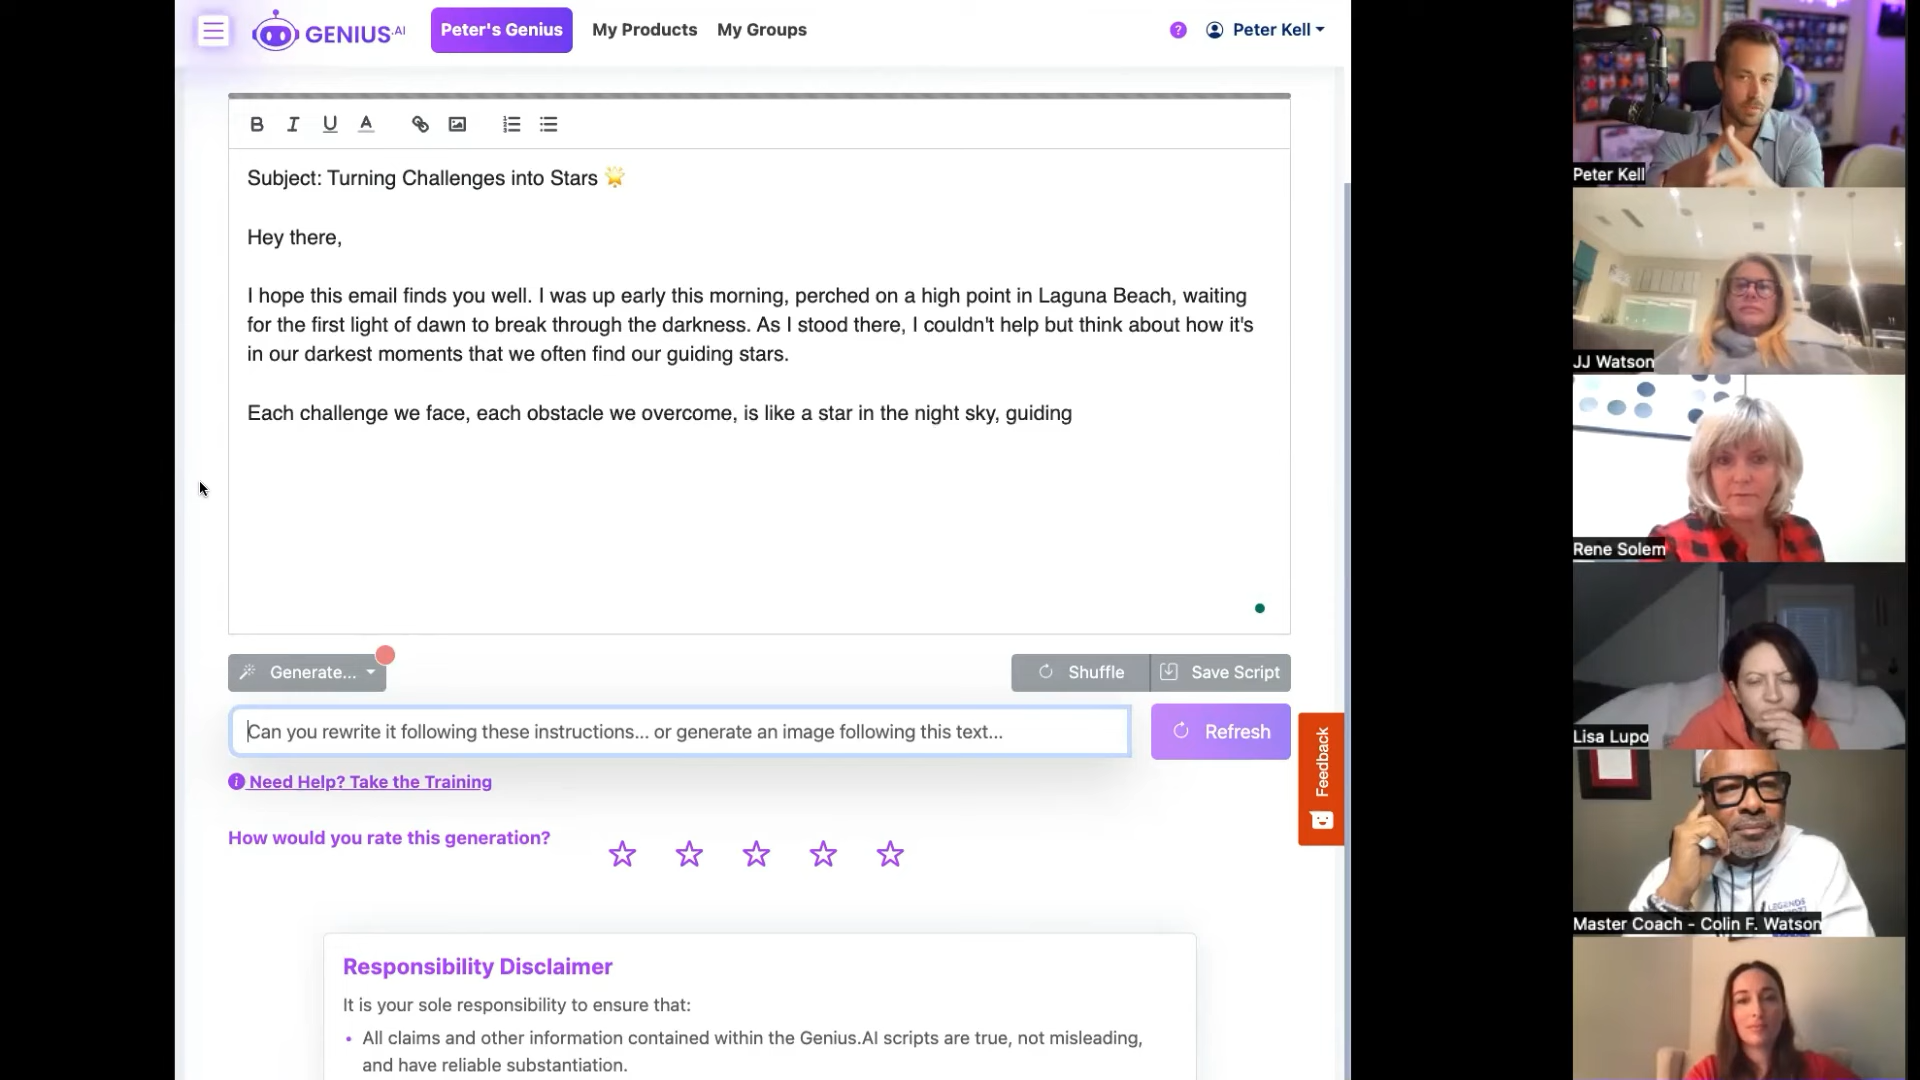 GENIUS.AI
Peter's Genius
My Products
My Groups
?
Peter Kell
B I U A
Subject: Turning Challenges into Stars 🌟
Hey there,
I hope this email finds you well. I was up early this morning, perched on a high point in Laguna Beach, waiting
for the first light of dawn to break through the darkness. As I stood there, I couldn't help but think about how it's
in our darkest moments that we often find our guiding stars.
Each challenge we face, each obstacle we overcome, is like a star in the night sky, guiding
Generate...
Shuffle
Save Script
Can you rewrite it following these instructions... or generate an image following this text...
Refresh
Need Help? Take the Training
How would you rate this generation?
Feedback
Responsibility Disclaimer
It is your sole responsibility to ensure that:
• All claims and other information contained within the Genius.AI scripts are true, not misleading,
and have reliable substantiation.
Peter Kell
JJ Watson
Rene Solem
Lisa Lupo
LEGENDS
Master Coach - Colin F. Watson